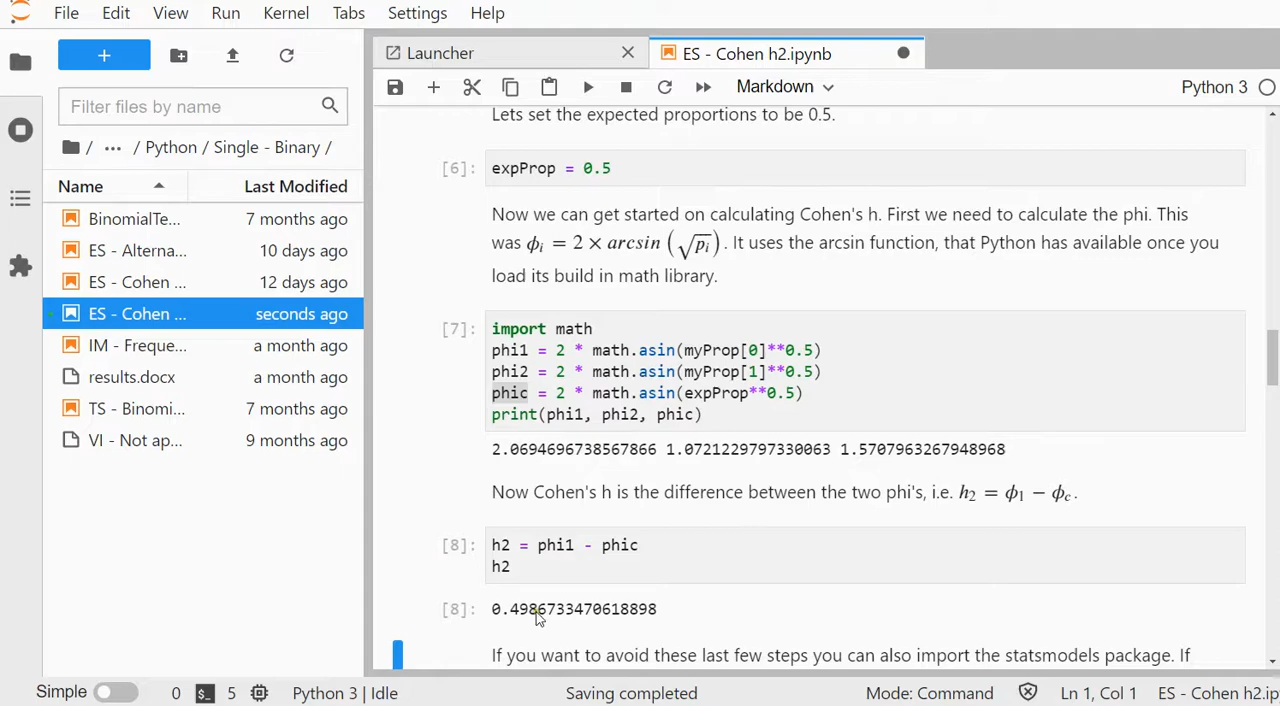 File Edit View Run Kernel Tabs Settings Help
+
Filter files by name
/ ··· / Python / Single - Binary /
Name Last Modified
BinomialTe... 7 months ago
ES - Alterna... 10 days ago
ES - Cohen ... 12 days ago
ES - Cohen ... seconds ago
IM - Freque... a month ago
results.docx a month ago
TS - Binomi... 7 months ago
VI - Not ap... 9 months ago
Launcher
ES - Cohen h2.ipynb
Markdown
Python 3
Lets set the expected proportions to be 0.5.
[6]: expProp = 0.5
Now we can get started on calculating Cohen's h. First we need to calculate the phi. This
was ϕᵢ = 2 × arcsin (√pᵢ). It uses the arcsin function, that Python has available once you
load its build in math library.
[7]: import math
phi1 = 2 * math.asin(myProp[0]**0.5)
phi2 = 2 * math.asin(myProp[1]**0.5)
phic = 2 * math.asin(expProp**0.5)
print(phi1, phi2, phic)
2.0694696738567866 1.0721229797330063 1.5707963267948968
Now Cohen's h is the difference between the two phi's, i.e. h₂ = ϕ₁ − ϕ_c.
[8]: h2 = phi1 - phic
h2
[8]: 0.4986733470618898
If you want to avoid these last few steps you can also import the statsmodels package. If
Simple 0 5 Python 3 | Idle Saving completed Mode: Command Ln 1, Col 1 ES - Cohen h2.ip